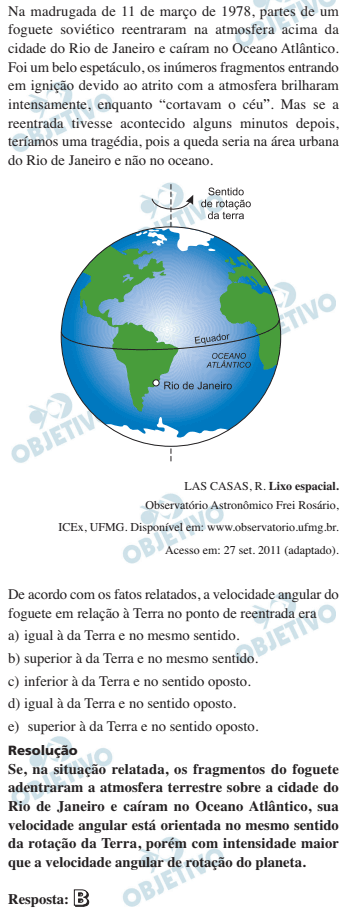 Na madrugada de 11 de março de 1978, partes de um
foguete soviético reentraram na atmosfera acima da
cidade do Rio de Janeiro e caíram no Oceano Atlântico.
Foi um belo espetáculo, os inúmeros fragmentos entrando
em ignição devido ao atrito com a atmosfera brilharam
intensamente, enquanto “cortavam o céu”. Mas se a
reentrada tivesse acontecido alguns minutos depois,
teríamos uma tragédia, pois a queda seria na área urbana
do Rio de Janeiro e não no oceano.
Sentido
de rotação
da terra
Equador
OCEANO
ATLÂNTICO
Rio de Janeiro
OBJETIVO
LAS CASAS, R. Lixo espacial.
Observatório Astronômico Frei Rosário,
ICEx, UFMG. Disponível em: www.observatorio.ufmg.br.
Acesso em: 27 set. 2011 (adaptado).
De acordo com os fatos relatados, a velocidade angular do
foguete em relação à Terra no ponto de reentrada era
a) igual à da Terra e no mesmo sentido.
b) superior à da Terra e no mesmo sentido.
c) inferior à da Terra e no sentido oposto.
d) igual à da Terra e no sentido oposto.
e) superior à da Terra e no sentido oposto.
Resolução
Se, na situação relatada, os fragmentos do foguete
adentraram a atmosfera terrestre sobre a cidade do
Rio de Janeiro e caíram no Oceano Atlântico, sua
velocidade angular está orientada no mesmo sentido
da rotação da Terra, porém com intensidade maior
que a velocidade angular de rotação do planeta.
Resposta: B